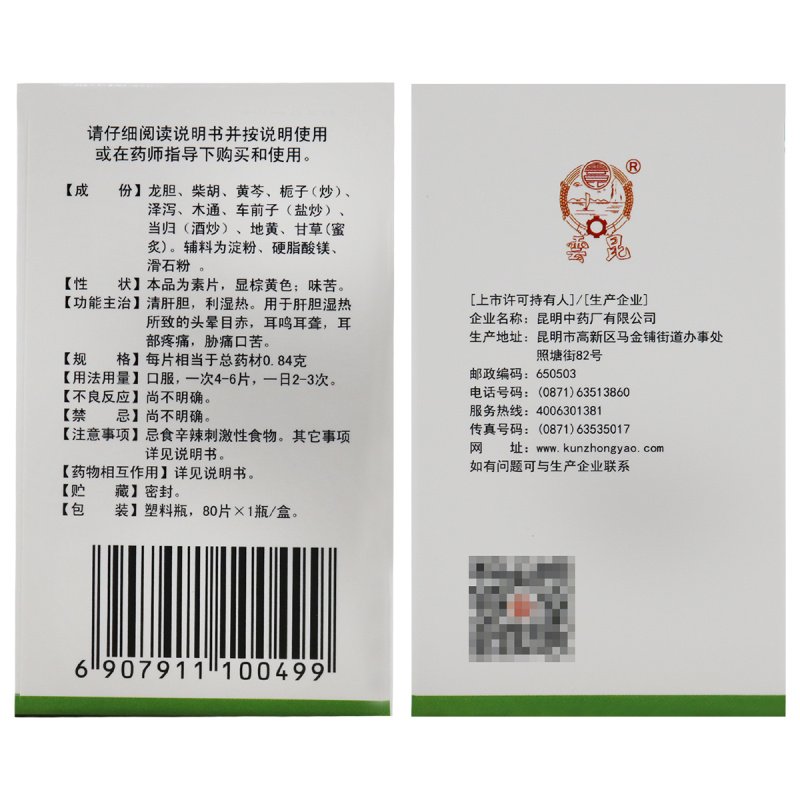 请仔细阅读说明书并按说明使用
或在药师指导下购买和使用。
【成 份】龙胆、柴胡、黄芩、栀子(炒)、
泽泻、木通、车前子（盐炒）、
当归（酒炒）、地黄、甘草(蜜
炙)。辅料为淀粉、硬脂酸镁、
滑石粉 。
【性 状】本品为素片，显棕黄色；味苦。
【功能主治】清肝胆，利湿热。用于肝胆湿热
所致的头晕目赤，耳鸣耳聋，耳
部疼痛，胁痛口苦。
【规 格】每片相当于总药材0.84克
【用法用量】口服，一次4-6片，一日2-3次。
【不良反应】尚不明确。
【禁 忌】尚不明确。
【注意事项】忌食辛辣刺激性食物。其它事项
详见说明书。
【药物相互作用】详见说明书。
【贮 藏】密封。
【包 装】塑料瓶，80片×1瓶/盒。
6 907911 100499
®
雲昆
[上市许可持有人]/[生产企业]
企业名称：昆明中药厂有限公司
生产地址：昆明市高新区马金铺街道办事处
照塘街82号
邮政编码：650503
电话号码：(0871)63513860
服务热线：4006301381
传真号码：(0871)63535017
网 址：www.kunzhongyao.com
如有问题可与生产企业联系